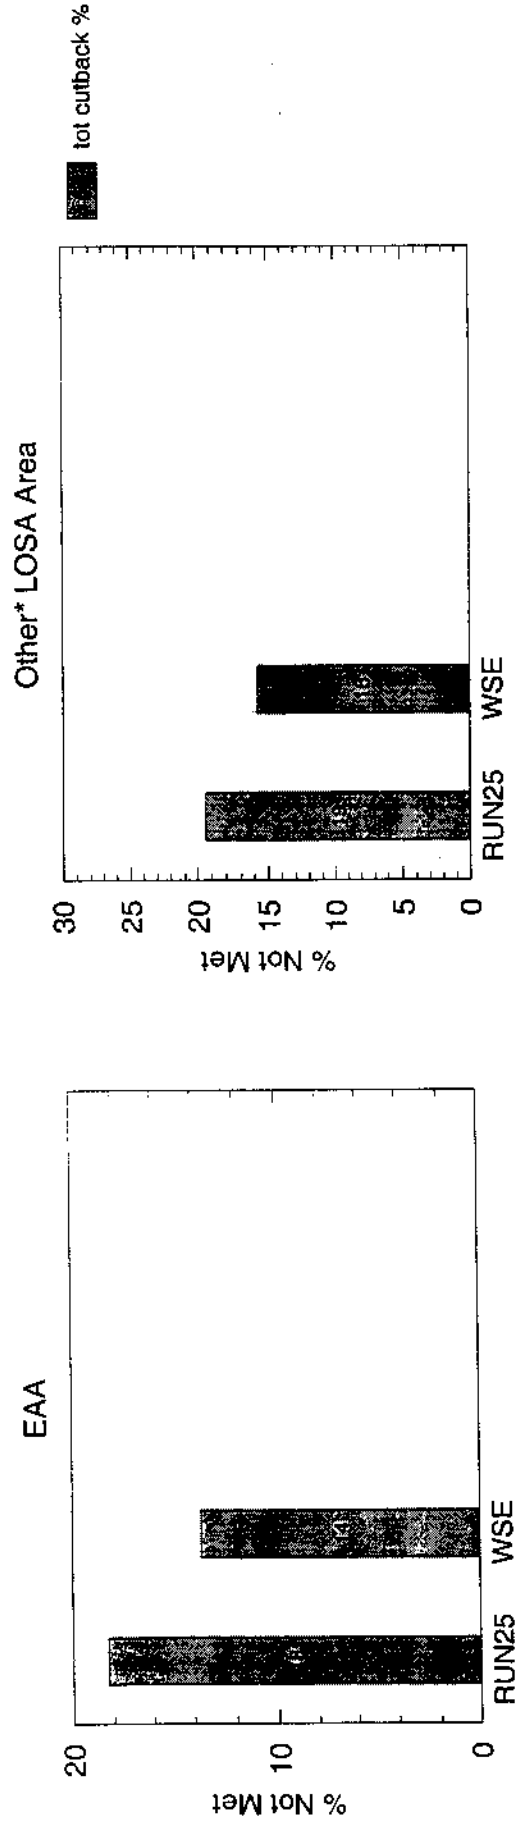 EAA
20
10
0
% Not Met
RUN25
WSE
Other* LOSA Area
30
25
20
15
10
5
0
% Not Met
RUN25
WSE
tot cutback %